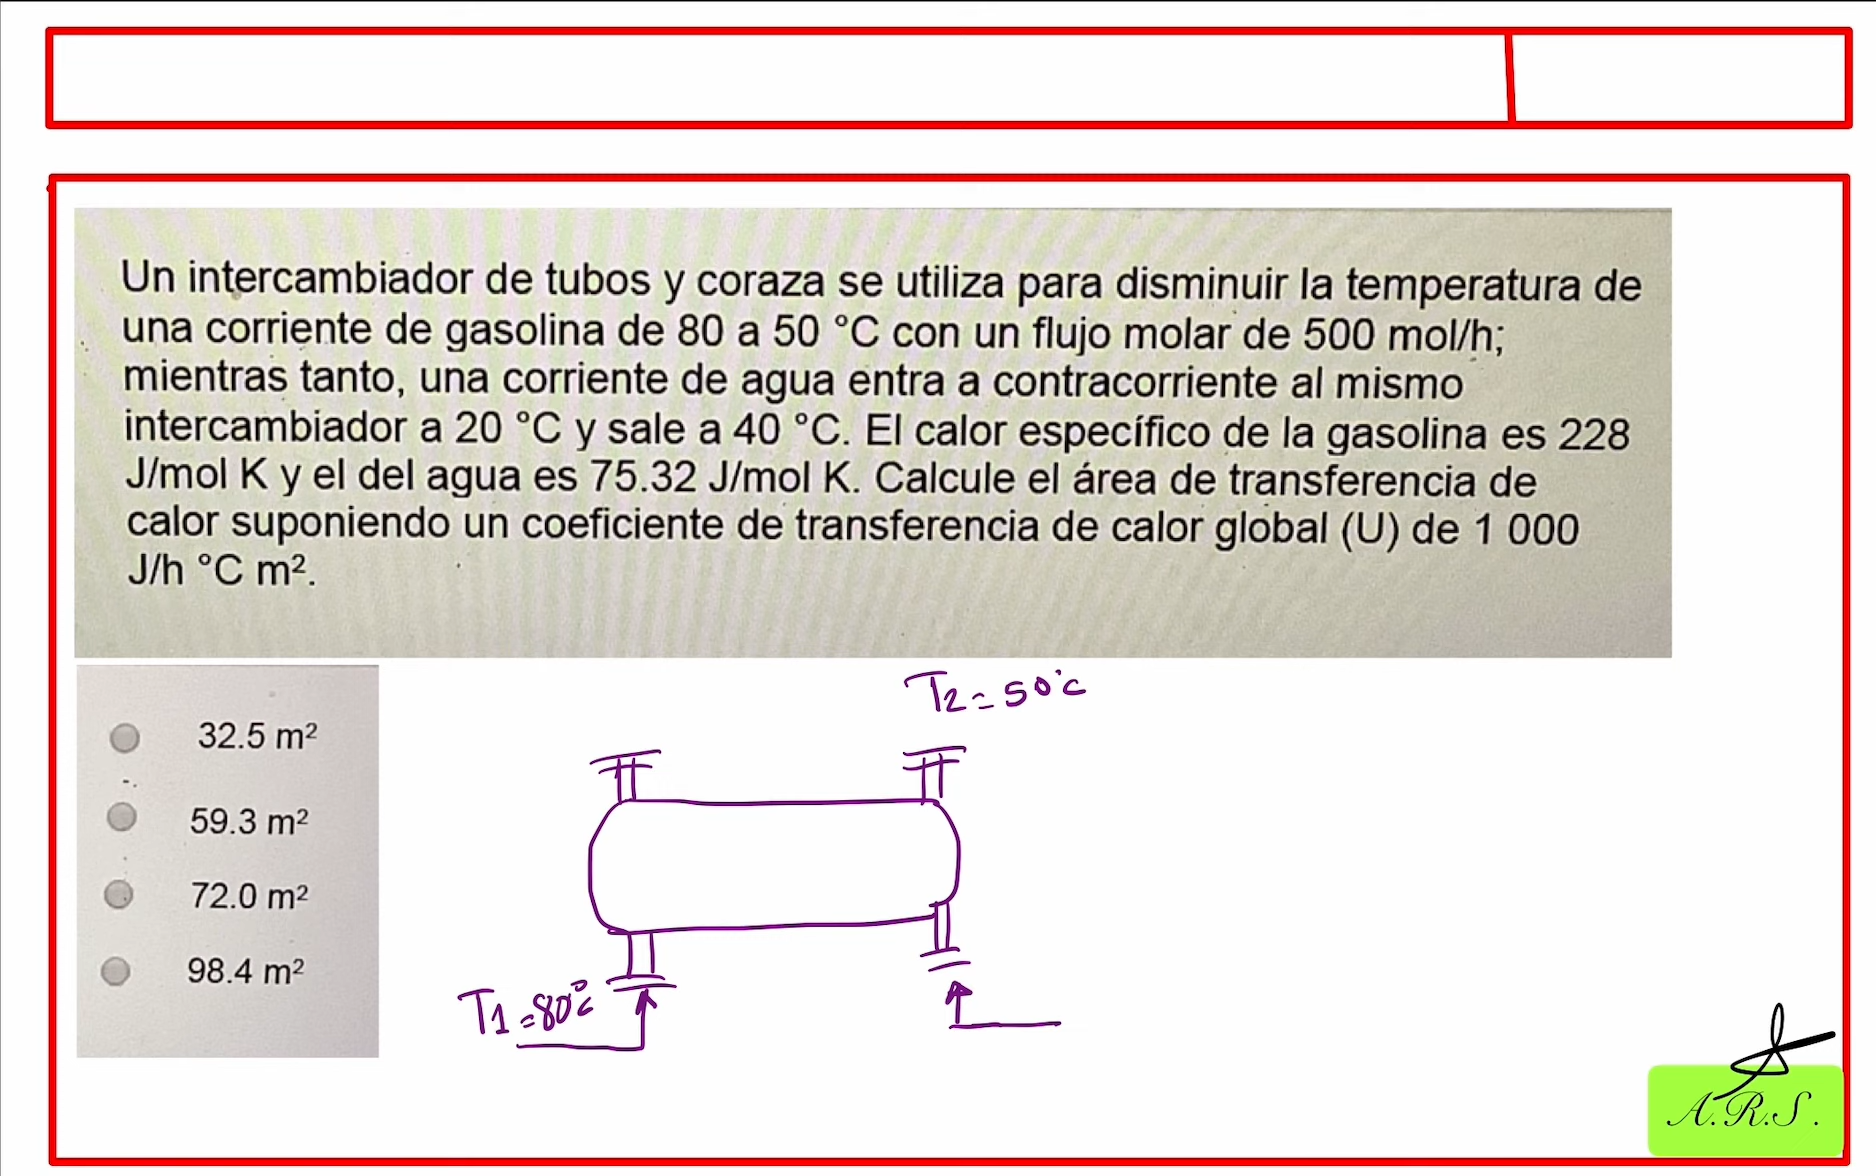 Un intercambiador de tubos y coraza se utiliza para disminuir la temperatura de
una corriente de gasolina de 80 a 50 °C con un flujo molar de 500 mol/h;
mientras tanto, una corriente de agua entra a contracorriente al mismo
intercambiador a 20 °C y sale a 40 °C. El calor específico de la gasolina es 228
J/mol K y el del agua es 75.32 J/mol K. Calcule el área de transferencia de
calor suponiendo un coeficiente de transferencia de calor global (U) de 1 000
J/h °C m².
32.5 m²
59.3 m²
72.0 m²
98.4 m²
T2=50°c
T1=80°c
A.R.S.